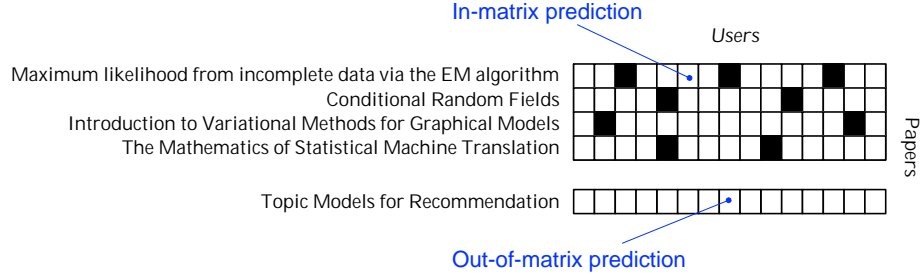 In-matrix prediction
Users
Maximum likelihood from incomplete data via the EM algorithm
Conditional Random Fields
Introduction to Variational Methods for Graphical Models
The Mathematics of Statistical Machine Translation
Papers
Topic Models for Recommendation
Out-of-matrix prediction